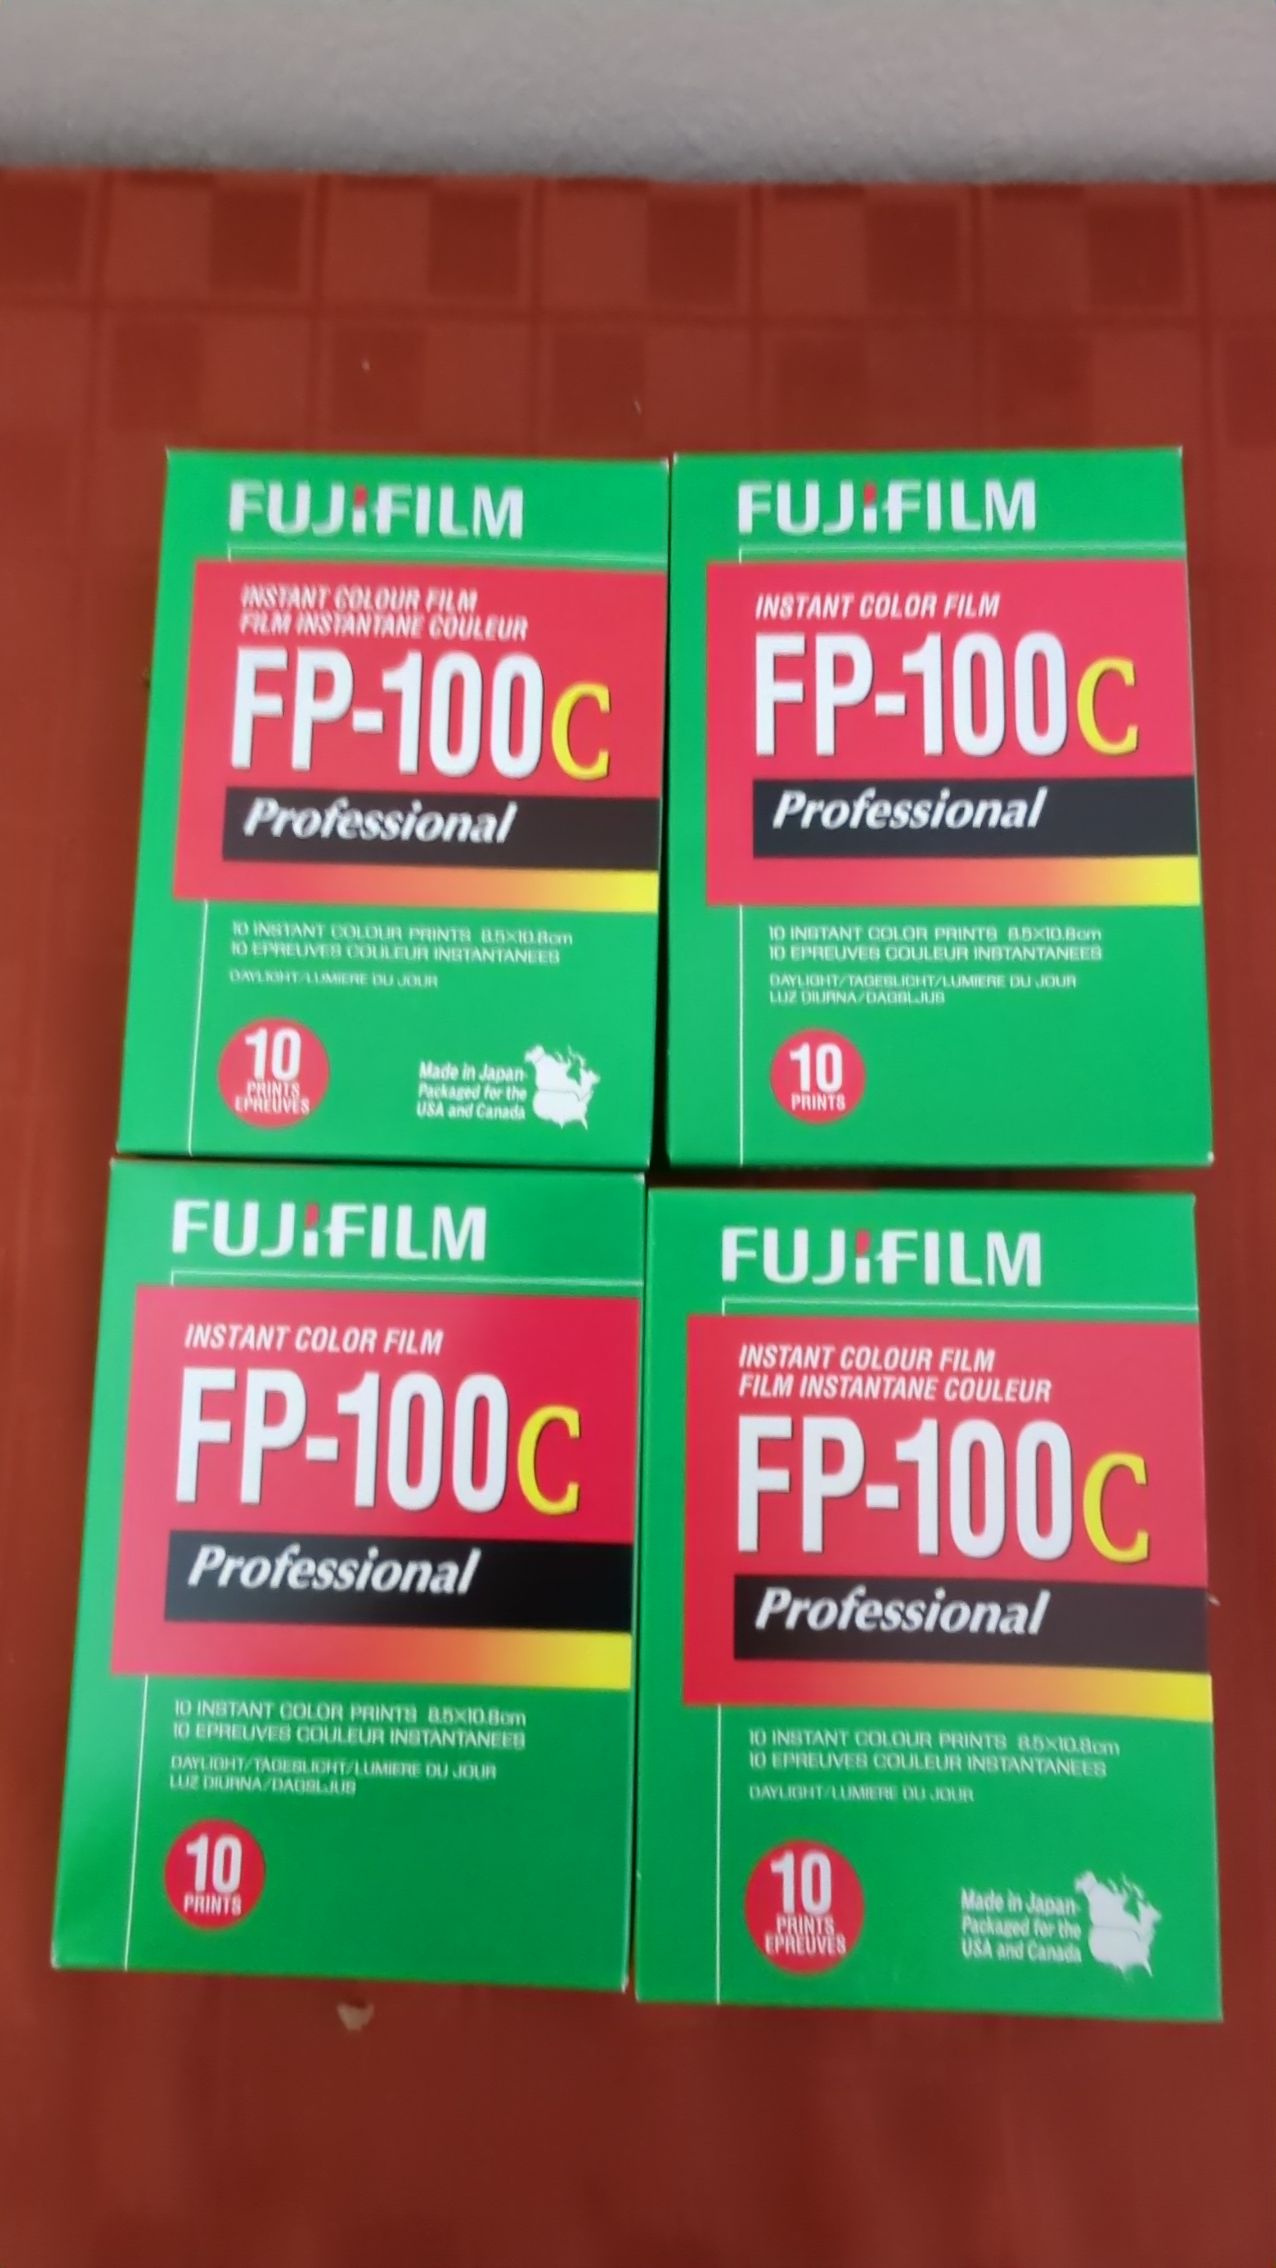 FUJIFILM
INSTANT COLOUR FILM
FILM INSTANTANE COULEUR
FP-100C
Professional
10 INSTANT COLOUR PRINTS 8.5×10.8cm
10 EPREUVES COULEUR INSTANTANEES
DAYLIGHT/LUMIERE DU JOUR
10
PRINTS
EPREUVES
Made in Japan-
Packaged for the
USA and Canada
FUJIFILM
INSTANT COLOR FILM
FP-100C
Professional
10 INSTANT COLOR PRINTS 8.5×10.8cm
10 EPREUVES COULEUR INSTANTANEES
DAYLIGHT/TAGESLICHT/LUMIERE DU JOUR
LUZ DIURNA/DAGSLJUS
10
PRINTS
FUJIFILM
INSTANT COLOR FILM
FP-100C
Professional
10 INSTANT COLOR PRINTS 8.5×10.8cm
10 EPREUVES COULEUR INSTANTANEES
DAYLIGHT/TAGESLICHT/LUMIERE DU JOUR
LUZ DIURNA/DAGSLJUS
10
PRINTS
FUJIFILM
INSTANT COLOUR FILM
FILM INSTANTANE COULEUR
FP-100C
Professional
10 INSTANT COLOUR PRINTS 8.5×10.8cm
10 EPREUVES COULEUR INSTANTANEES
DAYLIGHT/LUMIERE DU JOUR
10
PRINTS
EPREUVES
Made in Japan-
Packaged for the
USA and Canada